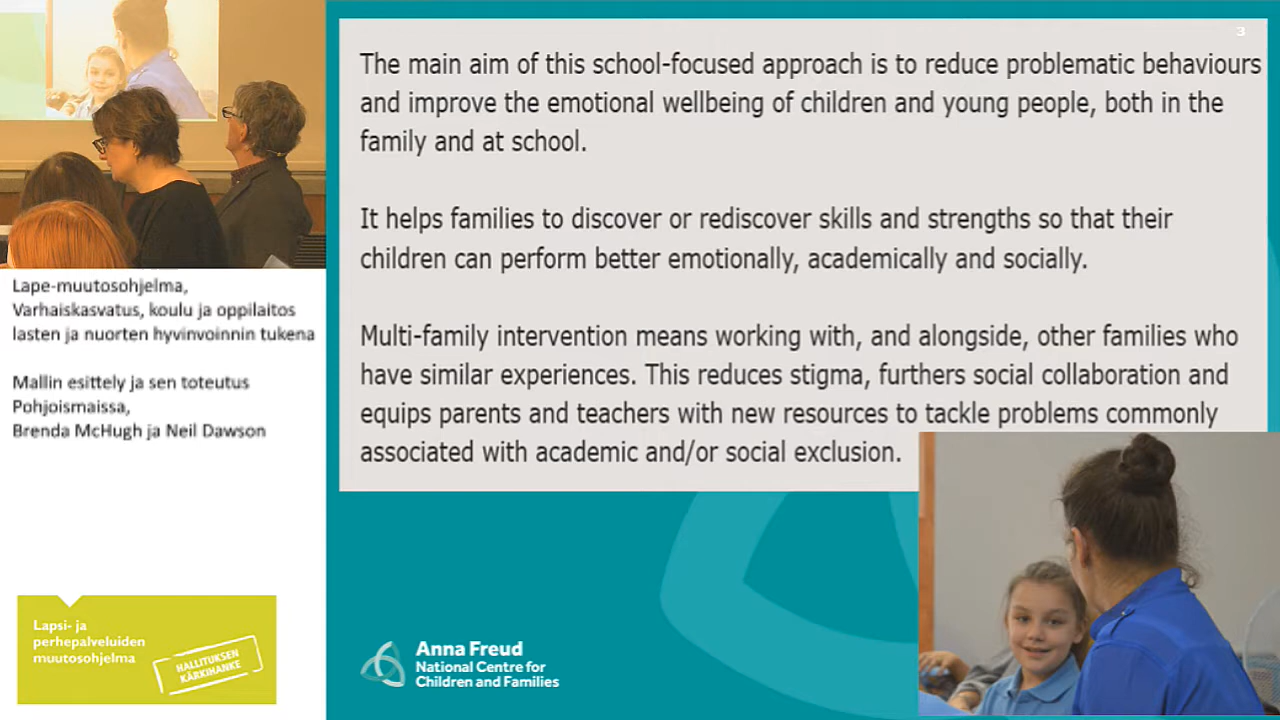 3
The main aim of this school-focused approach is to reduce problematic behaviours
and improve the emotional wellbeing of children and young people, both in the
family and at school.
It helps families to discover or rediscover skills and strengths so that their
children can perform better emotionally, academically and socially.
Multi-family intervention means working with, and alongside, other families who
have similar experiences. This reduces stigma, furthers social collaboration and
equips parents and teachers with new resources to tackle problems commonly
associated with academic and/or social exclusion.
Anna Freud
National Centre for
Children and Families
Lape-muutosohjelma,
Varhaiskasvatus, koulu ja oppilaitos
lasten ja nuorten hyvinvoinnin tukena
Mallin esittely ja sen toteutus
Pohjoismaissa,
Brenda McHugh ja Neil Dawson
Lapsi- ja
perhepalveluiden
muutosohjelma
HALLITUKSEN
KÄRKIHANKE